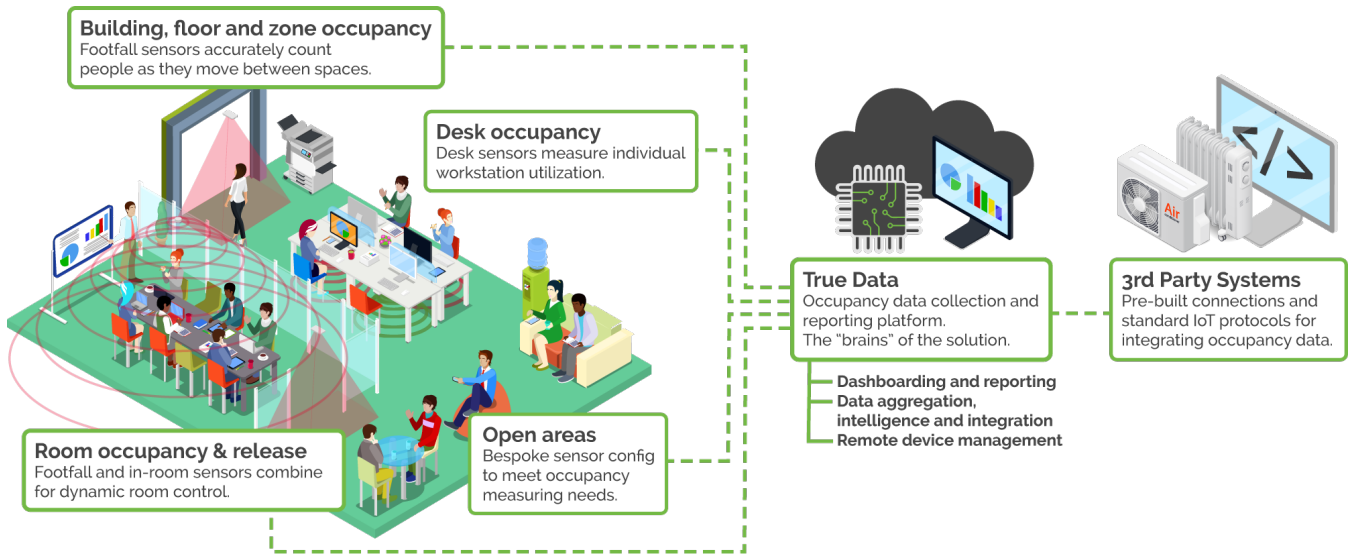 Building, floor and zone occupancy
Footfall sensors accurately count
people as they move between spaces.
Desk occupancy
Desk sensors measure individual
workstation utilization.
Room occupancy & release
Footfall and in-room sensors combine
for dynamic room control.
Open areas
Bespoke sensor config
to meet occupancy
measuring needs.
True Data
Occupancy data collection and
reporting platform.
The “brains” of the solution.
Dashboarding and reporting
Data aggregation,
intelligence and integration
Remote device management
</>
Air
3rd Party Systems
Pre-built connections and
standard IoT protocols for
integrating occupancy data.